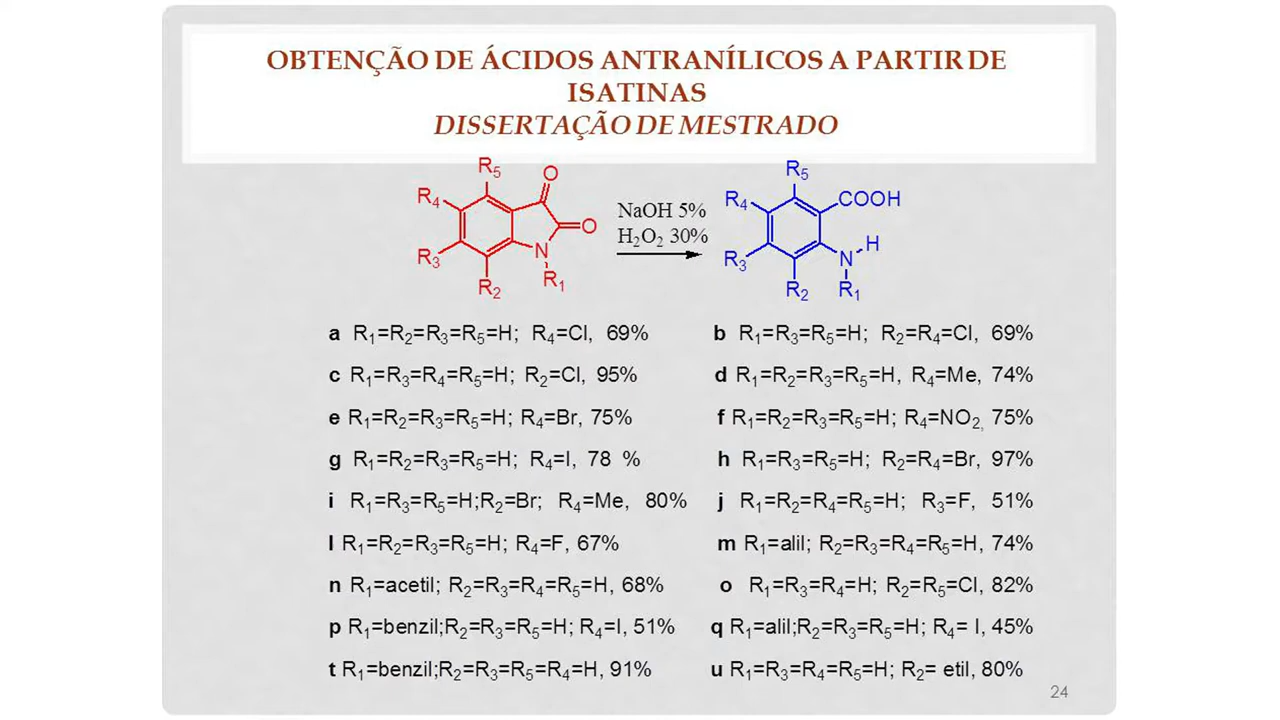 OBTENÇÃO DE ÁCIDOS ANTRANÍLICOS A PARTIR DE
ISATINAS
DISSERTAÇÃO DE MESTRADO
R5 O R4 O R3 N R2 R1
NaOH 5%
H2O2 30%
R5 R4 COOH H R3 N R2 R1
a R1=R2=R3=R5=H; R4=Cl, 69%
b R1=R3=R5=H; R2=R4=Cl, 69%
c R1=R3=R4=R5=H; R2=Cl, 95%
d R1=R2=R3=R5=H, R4=Me, 74%
e R1=R2=R3=R5=H; R4=Br, 75%
f R1=R2=R3=R5=H; R4=NO2, 75%
g R1=R2=R3=R5=H; R4=I, 78 %
h R1=R3=R5=H; R2=R4=Br, 97%
i R1=R3=R5=H;R2=Br; R4=Me, 80%
j R1=R2=R4=R5=H; R3=F, 51%
l R1=R2=R3=R5=H; R4=F, 67%
m R1=alil; R2=R3=R4=R5=H, 74%
n R1=acetil; R2=R3=R4=R5=H, 68%
o R1=R3=R4=H; R2=R5=Cl, 82%
p R1=benzil;R2=R3=R5=H; R4=I, 51%
q R1=alil;R2=R3=R5=H; R4= I, 45%
t R1=benzil;R2=R3=R5=R4=H, 91%
u R1=R3=R4=R5=H; R2= etil, 80%
24